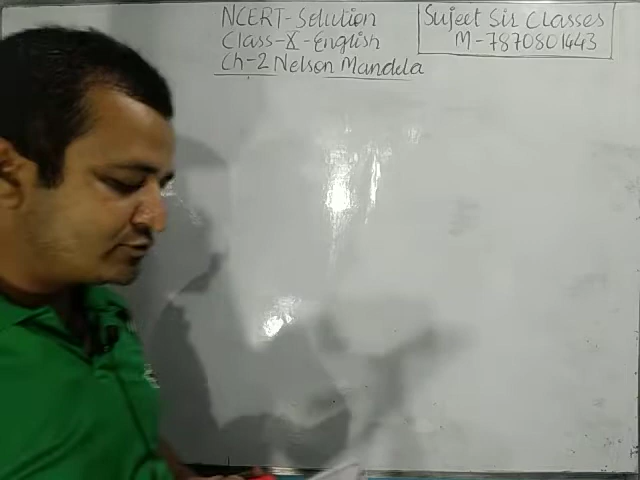 NCERT-Solution
Class-X-English
Ch-2 Nelson Mandela
Sujeet Sir Classes
M-7870801443